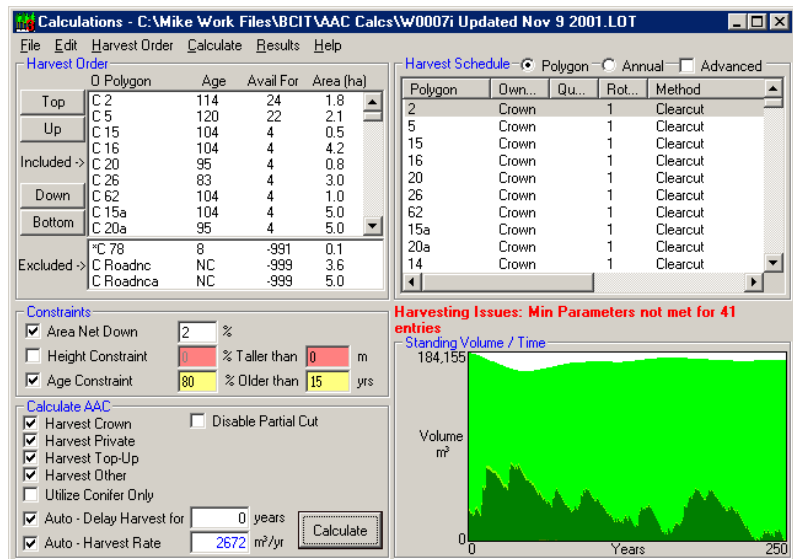 Calculations - C:\Mike Work Files\BCIT\AAC Calcs\W0007i Updated Nov 9 2001.LOT
File Edit Harvest Order Calculate Results Help
Harvest Order
O Polygon Age Avail For Area (ha)
Top
Up
Included ->
Down
Bottom
C 2 114 24 1.8
C 5 120 22 2.1
C 15 104 4 0.5
C 16 104 4 4.2
C 20 95 4 0.8
C 26 83 4 3.0
C 62 104 4 1.0
C 15a 104 4 5.0
C 20a 95 4 5.0
Excluded ->
*C 78 8 -991 0.1
C Roadnc NC -999 3.6
C Roadnca NC -999 5.0
Harvest Schedule Polygon Annual Advanced
Polygon Own... Qu... Rot... Method
2 Crown 1 Clearcut
5 Crown 1 Clearcut
15 Crown 1 Clearcut
16 Crown 1 Clearcut
20 Crown 1 Clearcut
26 Crown 1 Clearcut
62 Crown 1 Clearcut
15a Crown 1 Clearcut
20a Crown 1 Clearcut
14 Crown 1 Clearcut
Constraints
Area Net Down 2 %
Height Constraint 0 % Taller than 0 m
Age Constraint 80 % Older than 15 yrs
Calculate AAC
Harvest Crown Disable Partial Cut
Harvest Private
Harvest Top-Up
Harvest Other
Utilize Conifer Only
Auto - Delay Harvest for 0 years
Auto - Harvest Rate 2672 m³/yr
Calculate
Harvesting Issues: Min Parameters not met for 41
entries
Standing Volume / Time
184,155
Volume
m³
0
0 Years 250